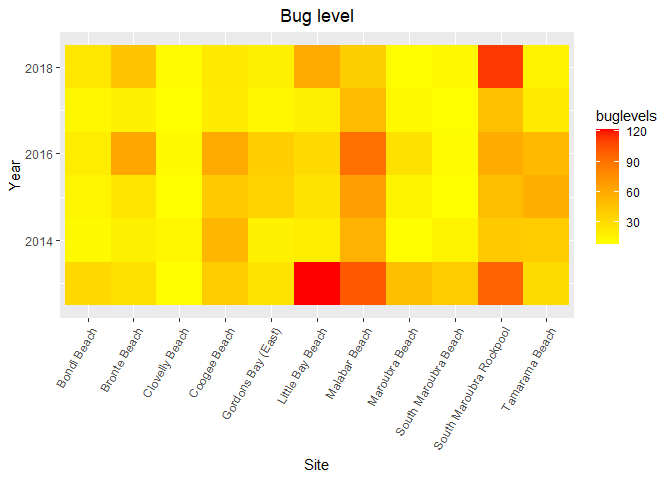 Bug level
2018
2016
2014
Year
buglevels
120
90
60
30
Bondi Beach
Bronte Beach
Clovelly Beach
Coogee Beach
Gordons Bay (East)
Little Bay Beach
Malabar Beach
Maroubra Beach
South Maroubra Beach
South Maroubra Rockpool
Tamarama Beach
Site